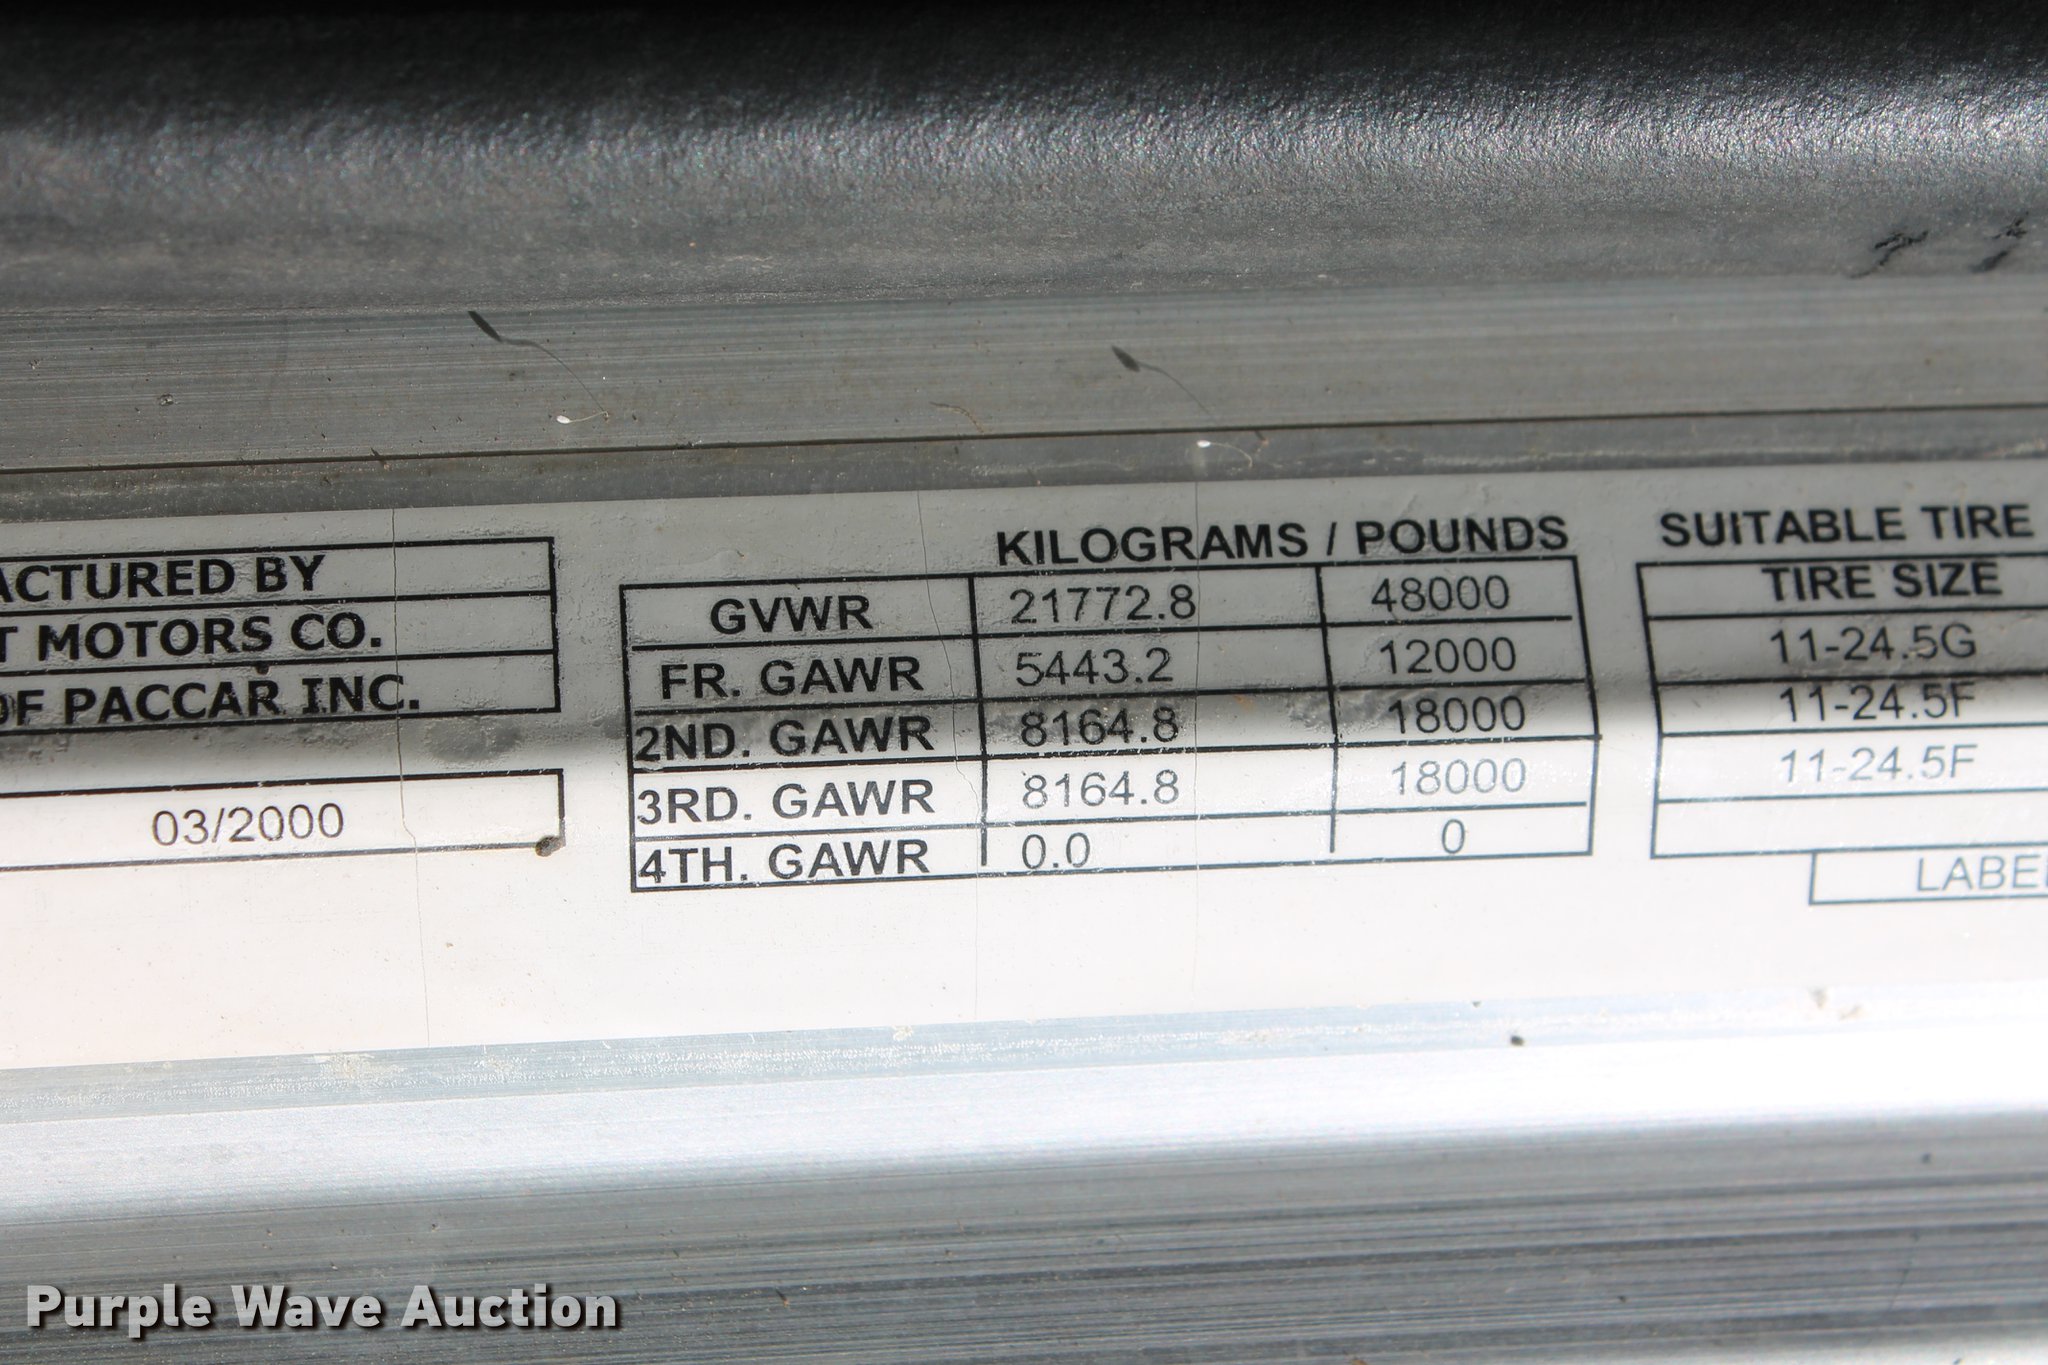 ACTURED BY
T MOTORS CO.
OF PACCAR INC.
03/2000
KILOGRAMS / POUNDS
GVWR 21772.8 48000
FR. GAWR 5443.2 12000
2ND. GAWR 8164.8 18000
3RD. GAWR 8164.8 18000
4TH. GAWR 0.0 0
SUITABLE TIRE
TIRE SIZE
11-24.5G
11-24.5F
11-24.5F
LABEL
Purple Wave Auction